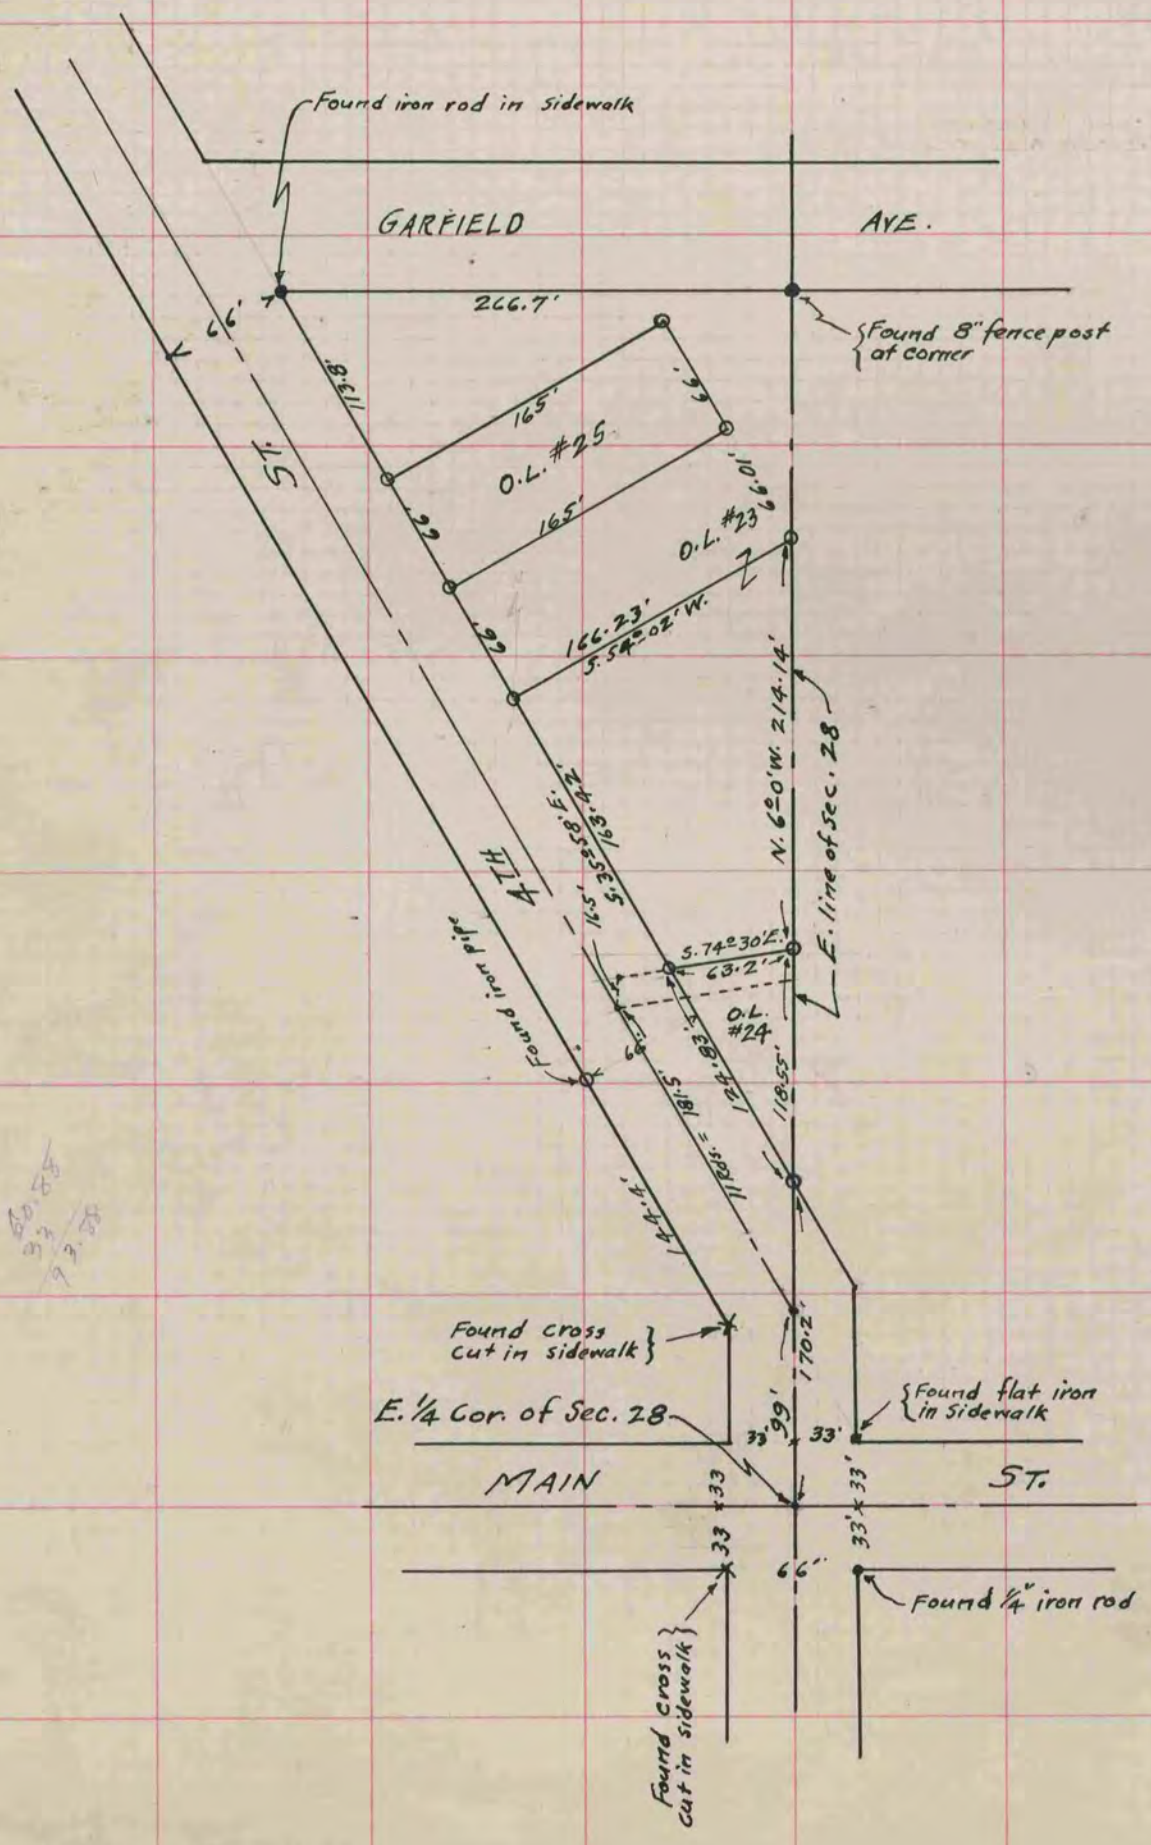 Found iron rod in sidewalk
GARFIELD AVE.
266.7'
66'
Found 8" fence post
at corner
113.8'
165'
66'
O.L. #25
ST.
66'
165'
66.01'
O.L. #23
66'
166.23'
S. 54°-02' W.
N. 6°-0' W. 214.14'
E. line of sec. 28
S. 35°-58' E.
163.42'
16.5'
4TH
S. 74°-30' E.
63.2'
Found iron pipe
O.L.
#24
124.83'
118.55'
11 Rds. = 181.5'
60.88
33
93.88
144.4'
Found cross
cut in sidewalk
170.2'
E. 1/4 Cor. of Sec. 28
99'
Found flat iron
in Sidewalk
33' 33'
MAIN ST.
33 x 33
33' x 33'
66'
Found 1/4" iron rod
Found cross
cut in sidewalk